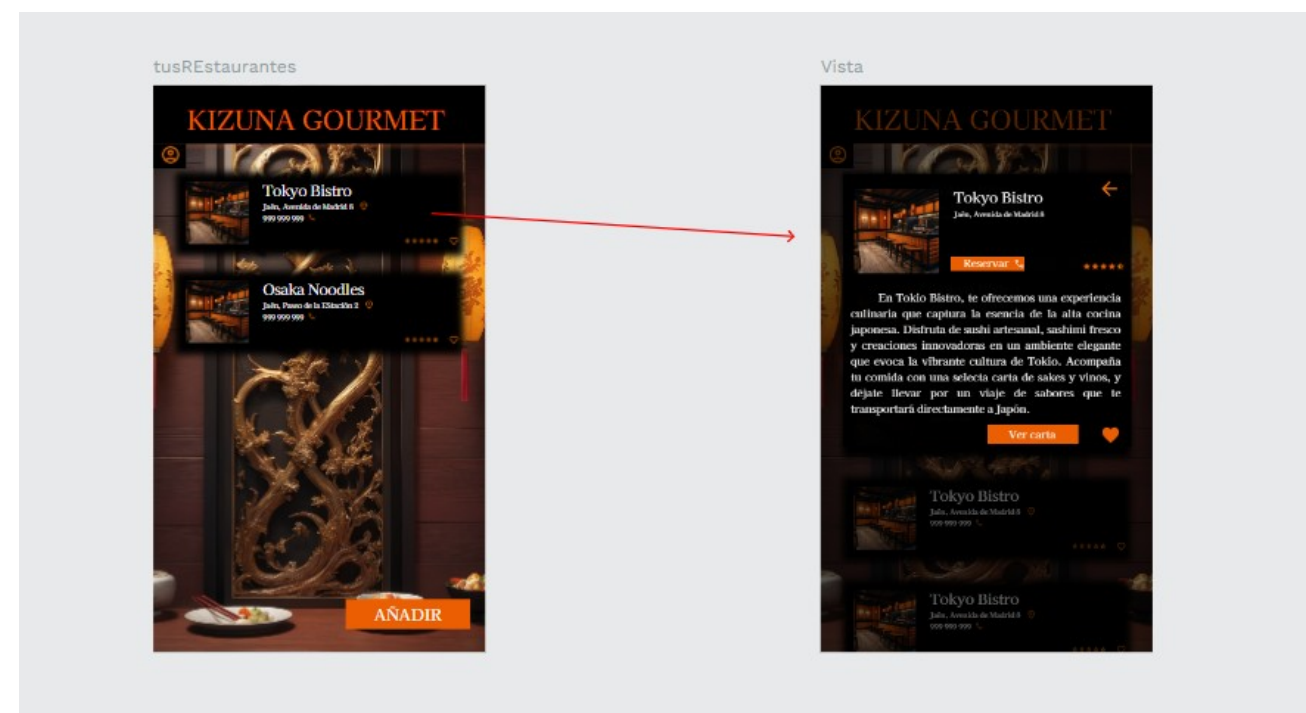 tusREstaurantes
KIZUNA GOURMET
Tokyo Bistro
Jaén, Avenida de Madrid 8
999 999 999
Osaka Noodles
Jaén, Paseo de la EStación 2
999 999 999
AÑADIR
Vista
KIZUNA GOURMET
Tokyo Bistro
Jaén, Avenida de Madrid 8
Reservar
En Tokio Bistro, te ofrecemos una experiencia
culinaria que captura la esencia de la alta cocina
japonesa. Disfruta de sushi artesanal, sashimi fresco
y creaciones innovadoras en un ambiente elegante
que evoca la vibrante cultura de Tokio. Acompaña
tu comida con una selecta carta de sakes y vinos, y
déjate llevar por un viaje de sabores que te
transportará directamente a Japón.
Ver carta
Tokyo Bistro
Jaén, Avenida de Madrid 8
999 999 999
Tokyo Bistro
Jaén, Avenida de Madrid 8
999 999 999